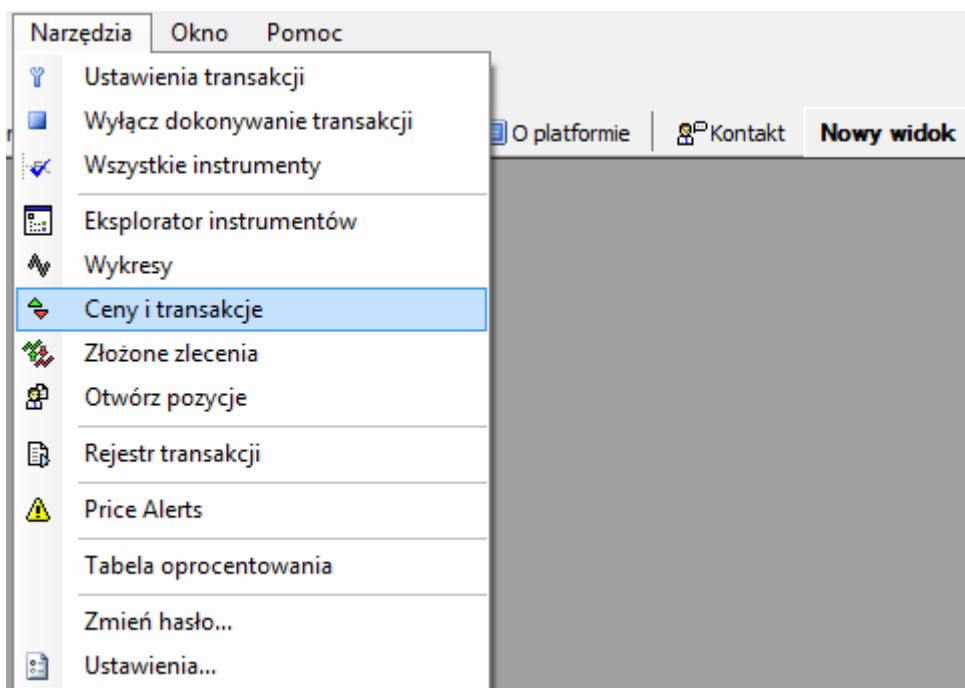 Narzędzia Okno Pomoc
Ustawienia transakcji
Wyłącz dokonywanie transakcji
O platformie Kontakt Nowy widok
Wszystkie instrumenty
Eksplorator instrumentów
Wykresy
Ceny i transakcje
Złożone zlecenia
Otwórz pozycje
Rejestr transakcji
Price Alerts
Tabela oprocentowania
Zmień hasło...
Ustawienia...